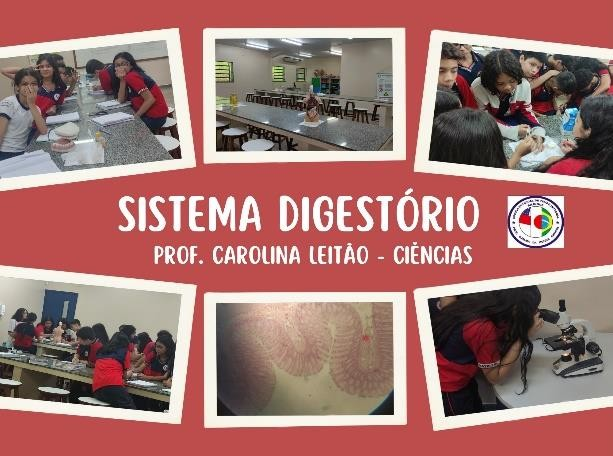 SISTEMA DIGESTÓRIO
PROF. CAROLINA LEITÃO - CIÊNCIAS